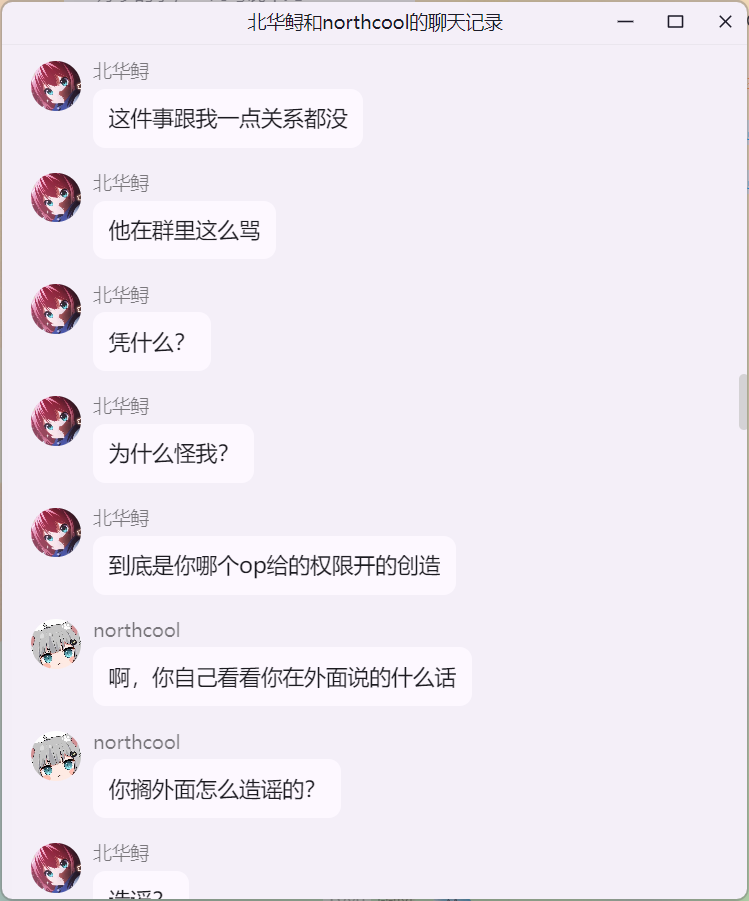 北华鲟和northcool的聊天记录
北华鲟
这件事跟我一点关系都没
北华鲟
他在群里这么骂
北华鲟
凭什么？
北华鲟
为什么怪我？
北华鲟
到底是你哪个op给的权限开的创造
northcool
啊，你自己看看你在外面说的什么话
northcool
你搁外面怎么造谣的？
北华鲟
造谣？